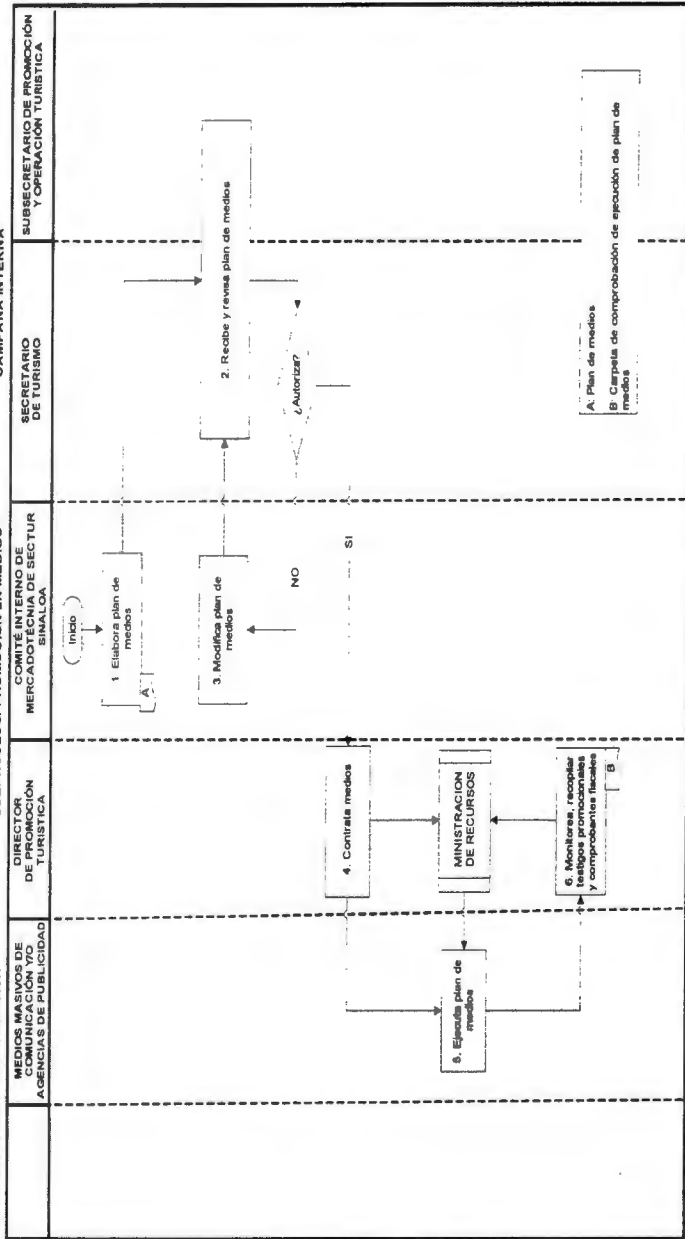 CAMPAÑA INTERNA
MEDIOS MASIVOS DE
COMUNICACIÓN Y/O
AGENCIAS DE PUBLICIDAD
DIRECTOR
DE PROMOCIÓN
TURISTICA
COMITÉ INTERNO DE
MERCADOTÉCNIA DE SECTUR
SINALOA
SECRETARIO
DE TURISMO
SUBSECRETARIO DE PROMOCIÓN
Y OPERACIÓN TURISTICA
Inicio
1. Elabora plan de
medios
A
2. Recibe y revisa plan de medios
3. Modifica plan de
medios
¿Autoriza?
NO
SI
4. Contrata medios
MINISTRACION
DE RECURSOS
5. Ejecuta plan de
medios
6. Monitorea, recopilar
testigos promocionales
y comprobantes fiscales
B
A: Plan de medios
B: Carpeta de comprobación de ejecución de plan de
medios